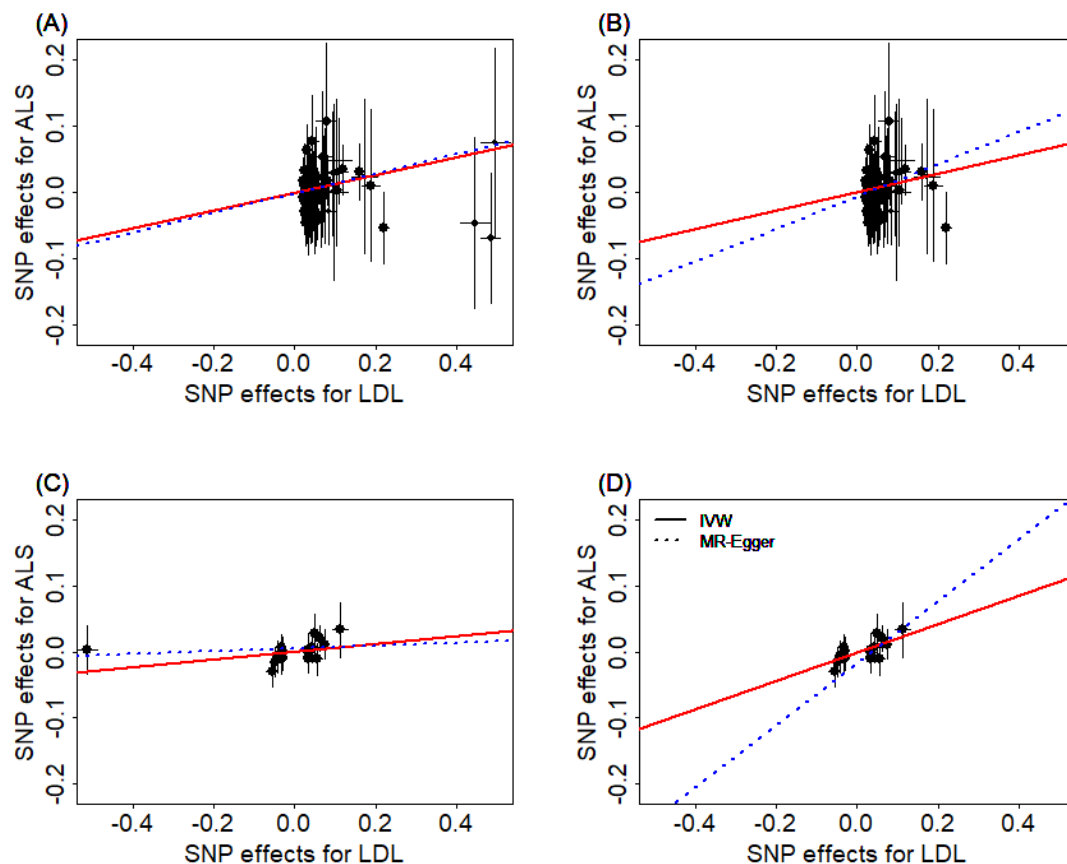 (A)
SNP effects for ALS
0.2
0.1
0.0
-0.1
-0.2
-0.4 -0.2 0.0 0.2 0.4
SNP effects for LDL
(B)
SNP effects for ALS
0.2
0.1
0.0
-0.1
-0.2
-0.4 -0.2 0.0 0.2 0.4
SNP effects for LDL
(C)
SNP effects for ALS
0.2
0.1
0.0
-0.1
-0.2
-0.4 -0.2 0.0 0.2 0.4
SNP effects for LDL
(D)
SNP effects for ALS
0.2
0.1
0.0
-0.1
-0.2
IVW
MR-Egger
-0.4 -0.2 0.0 0.2 0.4
SNP effects for LDL